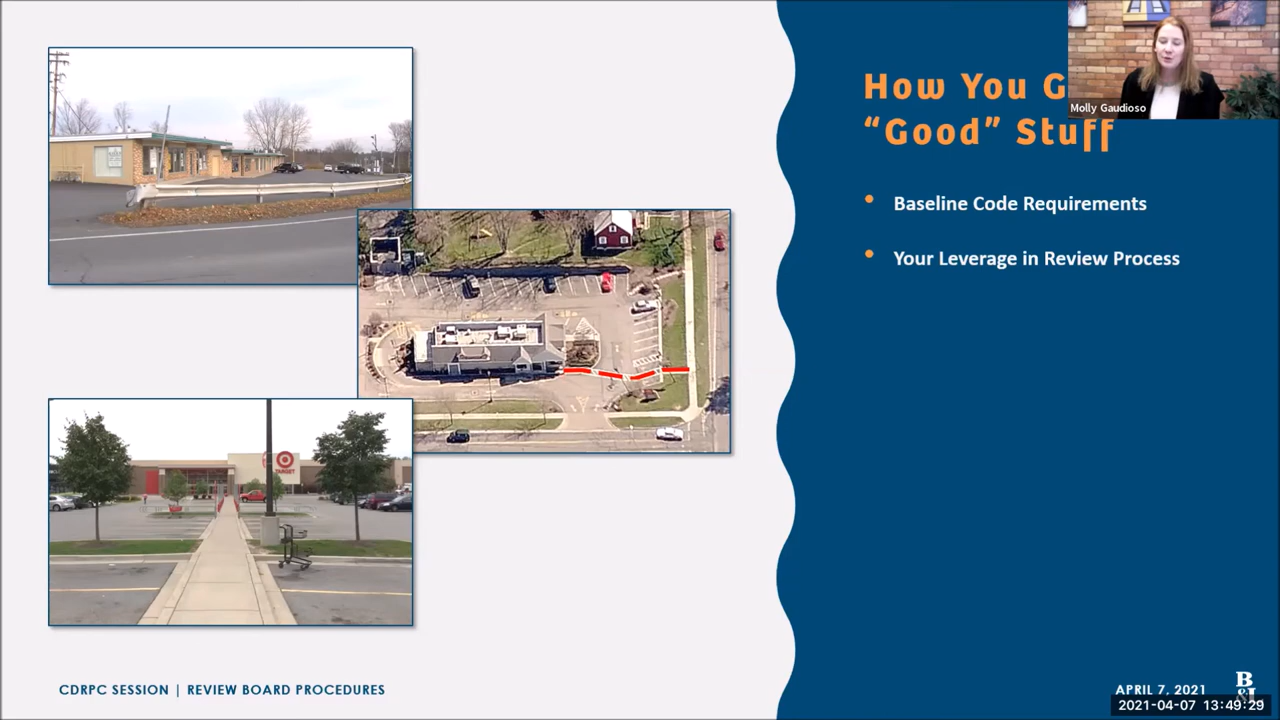 How You G
“Good” Stuff
Molly Gaudioso
• Baseline Code Requirements
• Your Leverage in Review Process
TARGET
CDRPC SESSION | REVIEW BOARD PROCEDURES
APRIL 7, 2021
B
&L
2021-04-07 13:49:29